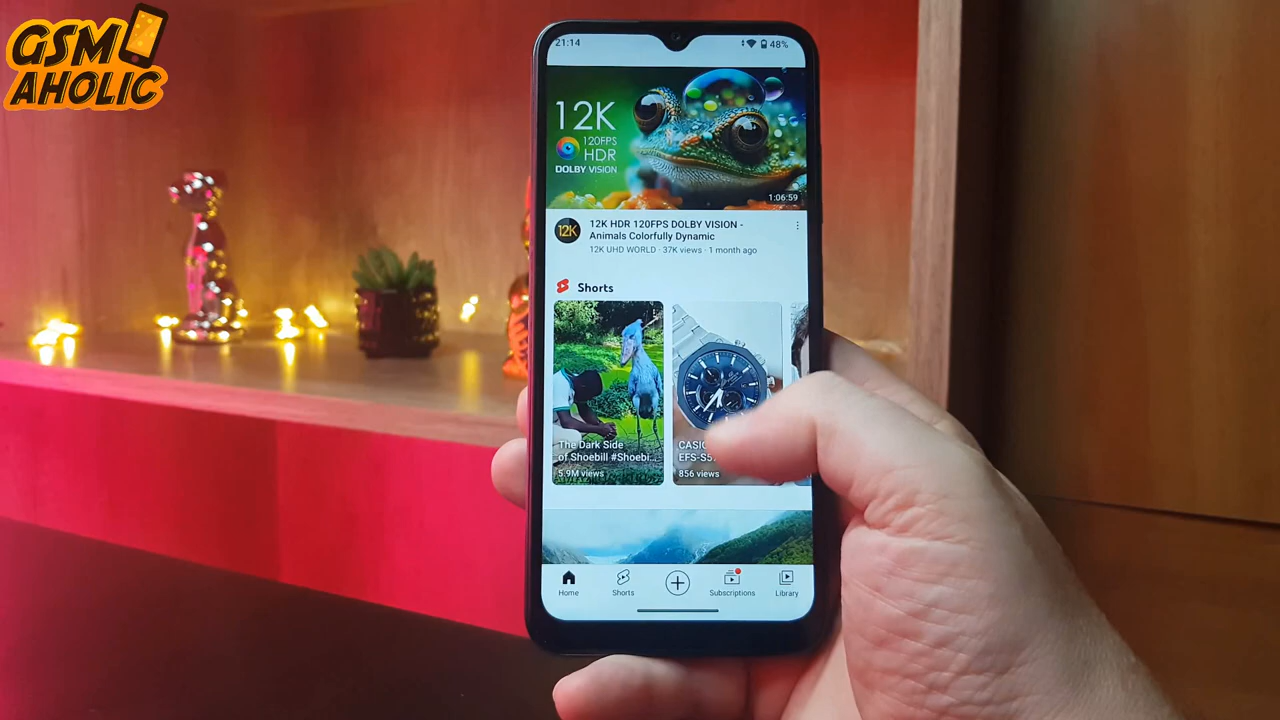 GSM
AHOLIC
21:14
48%
12K
120FPS
HDR
DOLBY VISION
1:06:59
12K
12K HDR 120FPS DOLBY VISION -
Animals Colorfully Dynamic
12K UHD WORLD · 37K views · 1 month ago
Shorts
The Dark Side
of Shoebill #Shoebi...
5.9M views
CASIO
EFS-S5
856 views
Home
Shorts
Subscriptions
Library